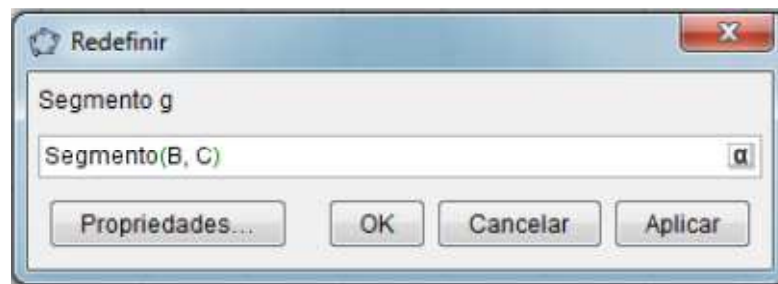 Redefinir
Segmento g
Segmento(B, C)
α
Propriedades... OK Cancelar Aplicar